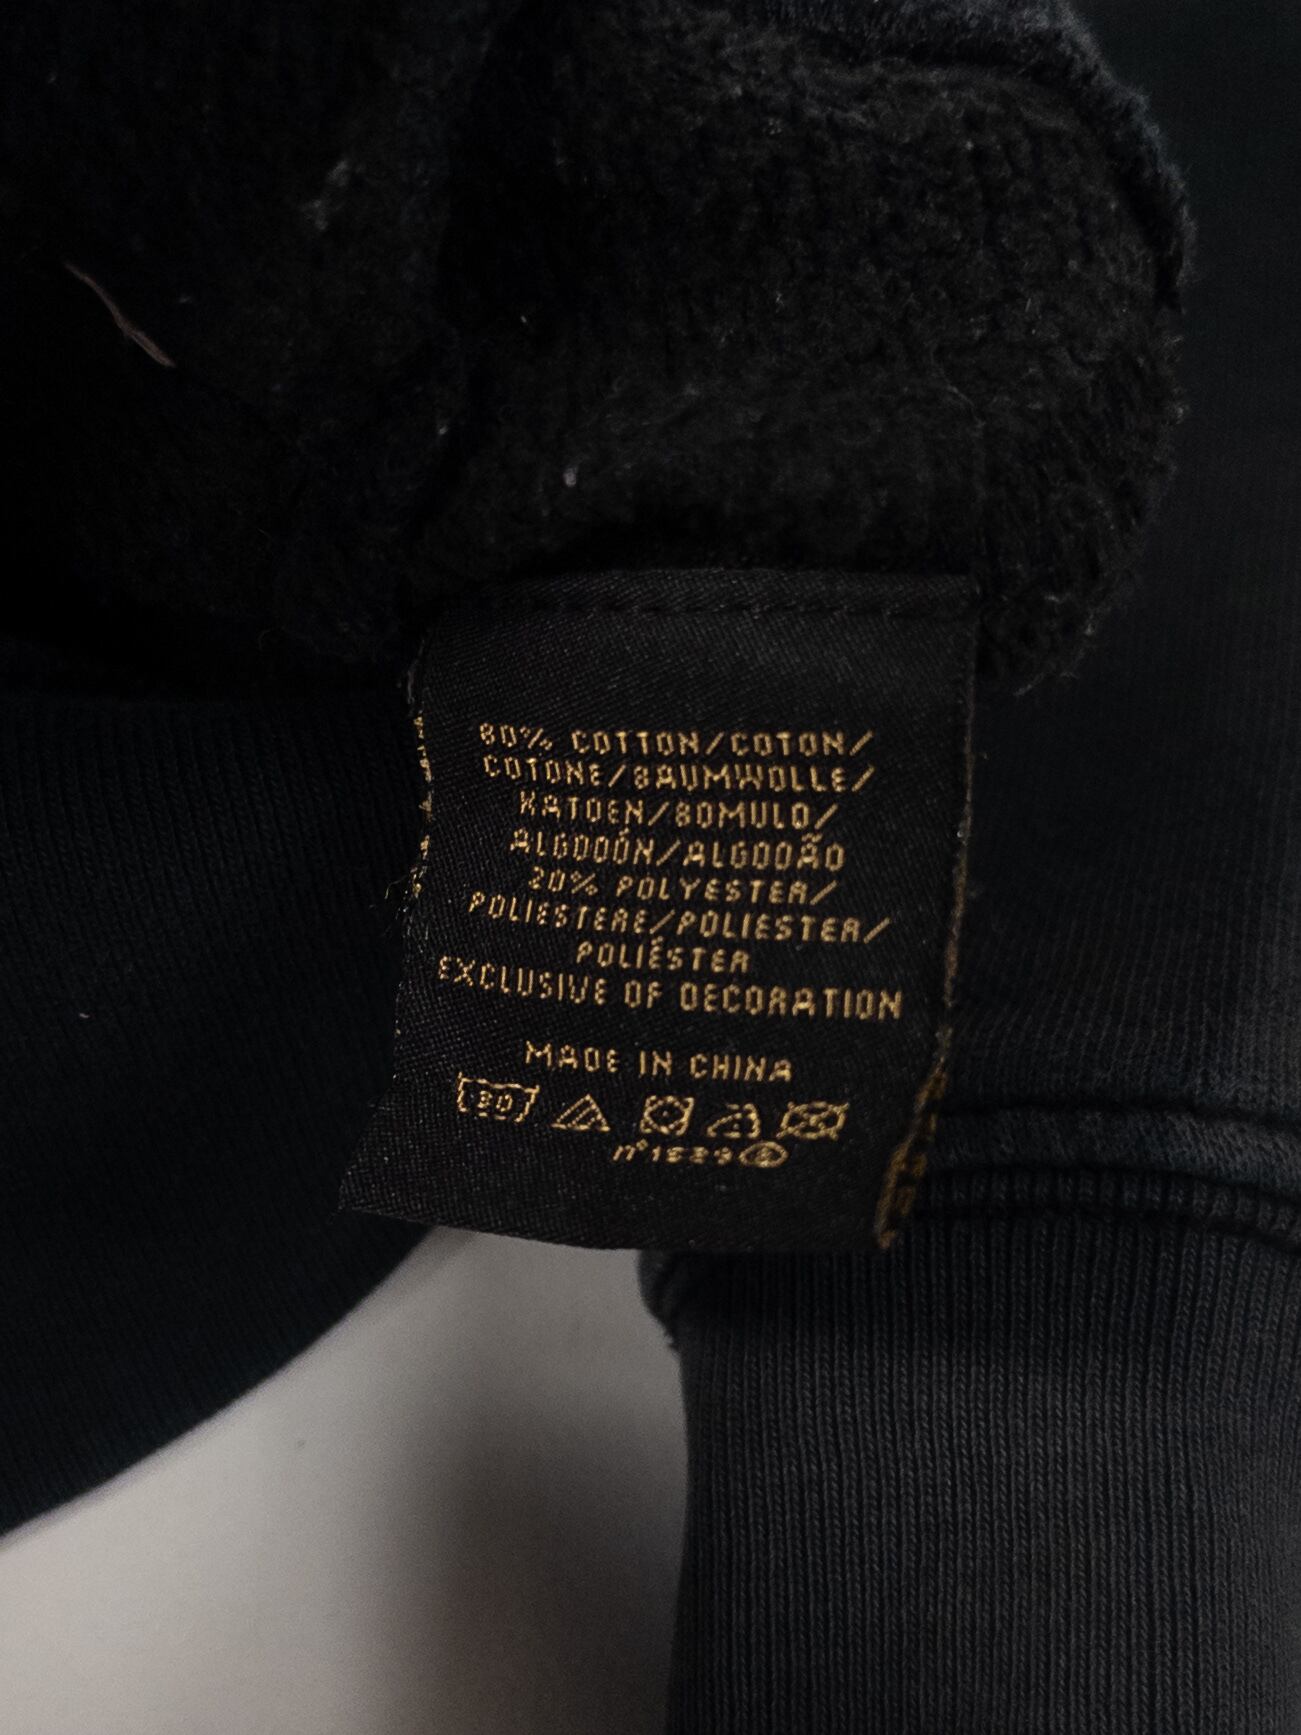 80% COTTON/COTON/
COTONE/BAUMWOLLE/
KATOEN/BOMULD/
ALGODÓN/ALGODÃO
20% POLYESTER/
POLIESTERE/POLIESTER/
POLIÉSTER
EXCLUSIVE OF DECORATION
MADE IN CHINA
30